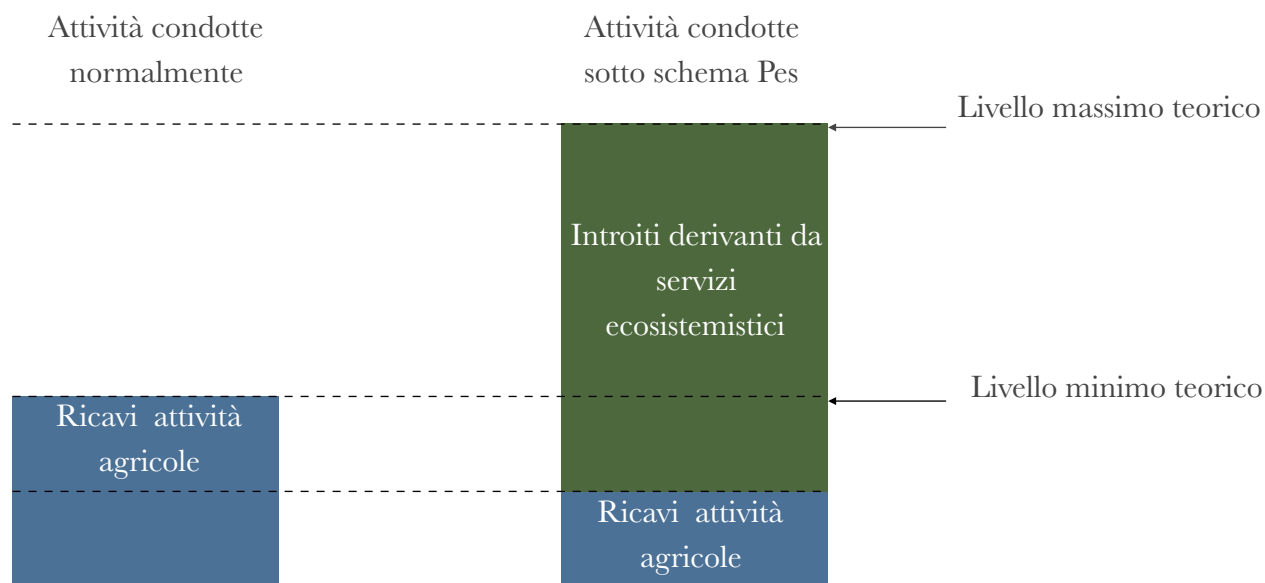 Attività condotte
normalmente
Attività condotte
sotto schema Pes
Livello massimo teorico
Introiti derivanti da
servizi
ecosistemistici
Livello minimo teorico
Ricavi attività
agricole
Ricavi attività
agricole